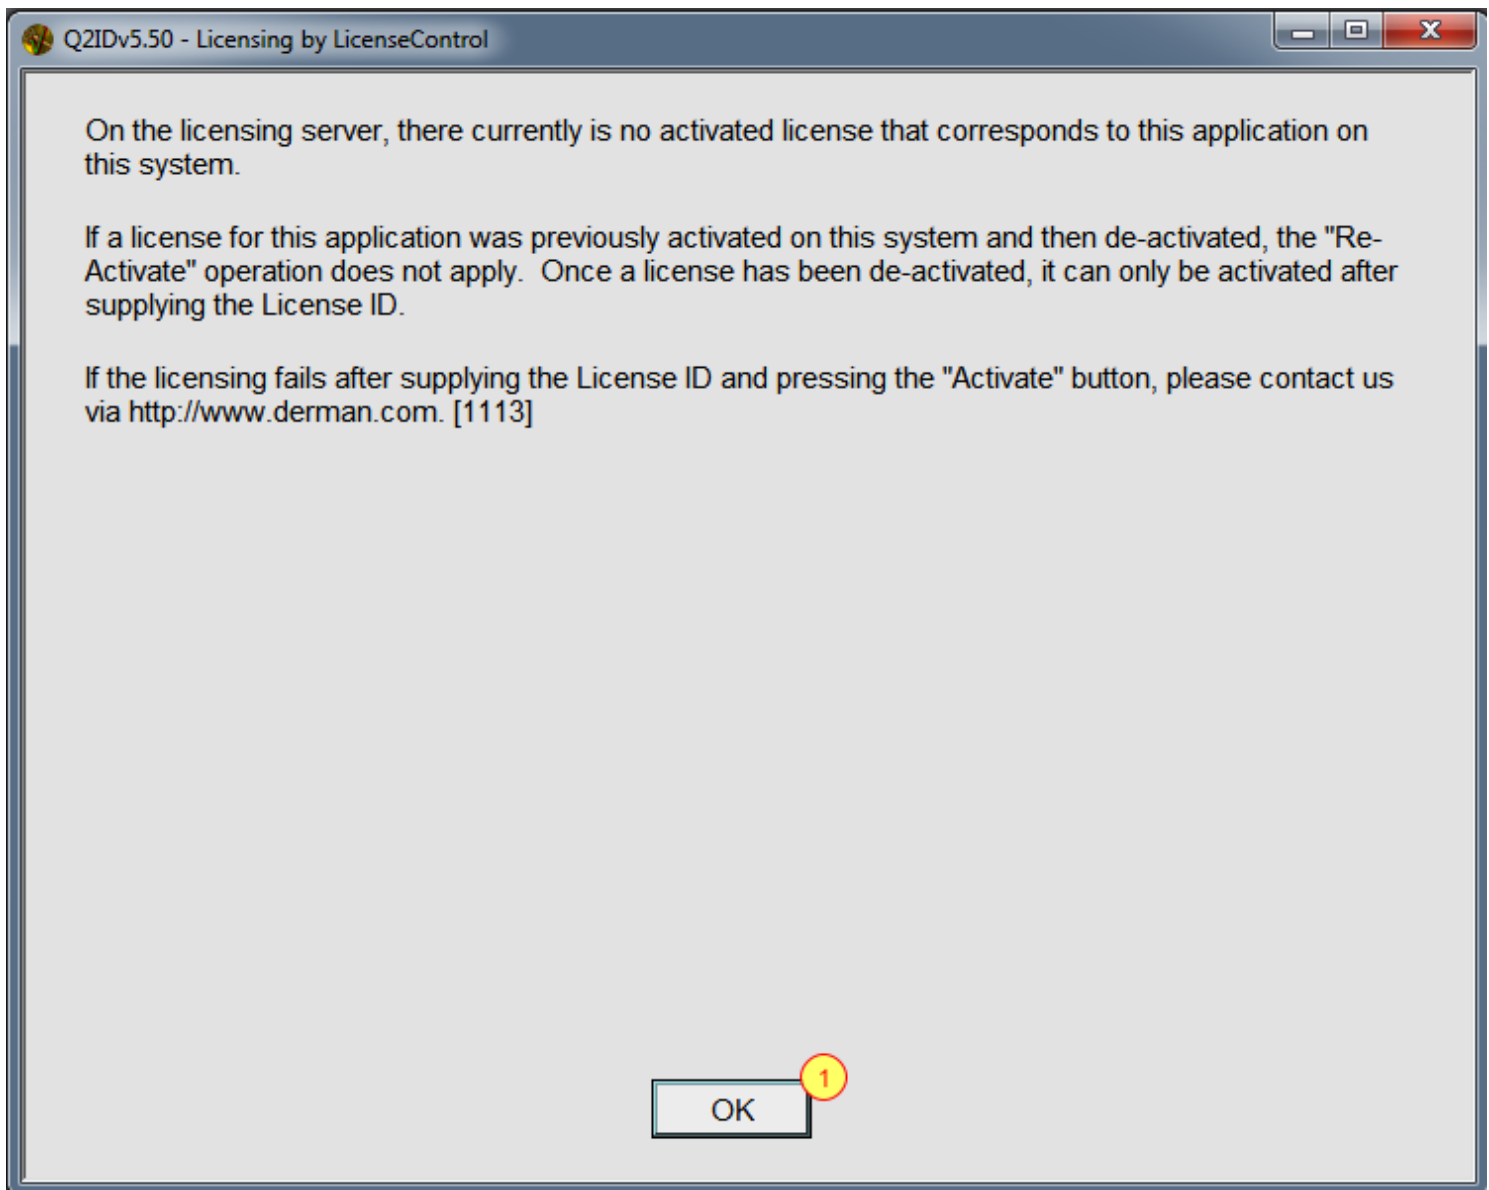 Q2IDv5.50 - Licensing by LicenseControl
On the licensing server, there currently is no activated license that corresponds to this application on
this system.
If a license for this application was previously activated on this system and then de-activated, the "Re-
Activate" operation does not apply.  Once a license has been de-activated, it can only be activated after
supplying the License ID.
If the licensing fails after supplying the License ID and pressing the "Activate" button, please contact us
via http://www.derman.com. [1113]
1
OK